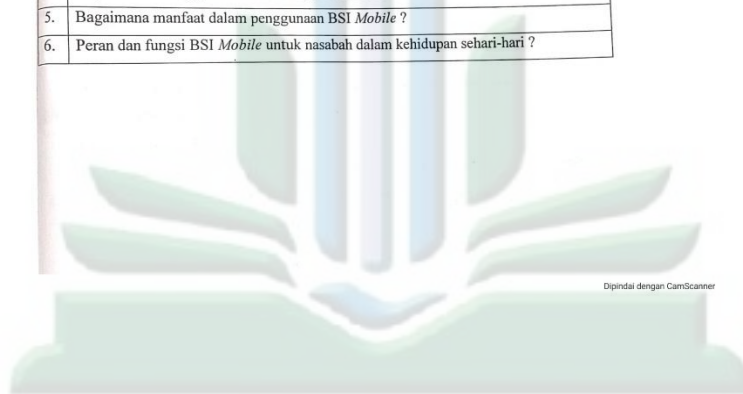 5. Bagaimana manfaat dalam penggunaan BSI Mobile ?
6. Peran dan fungsi BSI Mobile untuk nasabah dalam kehidupan sehari-hari ?
Dipindai dengan CamScanner